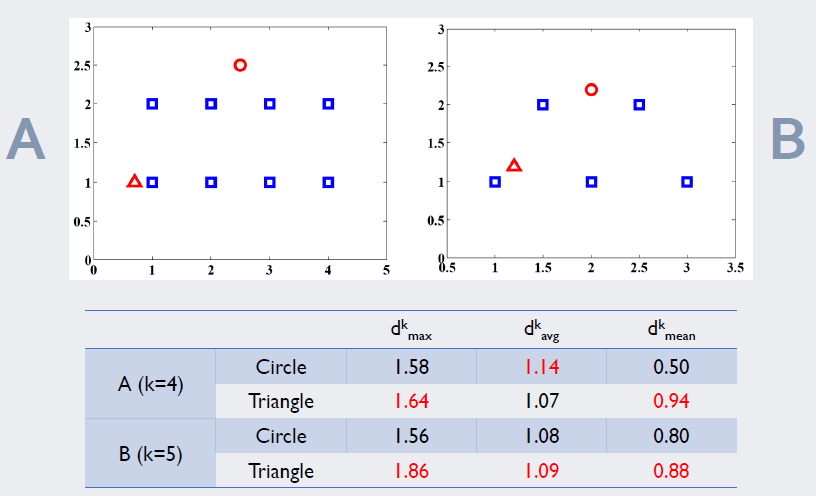 A
3
2.5
2
1.5
1
0.5
0
0 1 2 3 4 5
3
2.5
2
1.5
1
0.5
0
0.5 1 1.5 2 2.5 3 3.5
B
dᵏmax dᵏavg dᵏmean
A (k=4)
Circle 1.58 1.14 0.50
Triangle 1.64 1.07 0.94
B (k=5)
Circle 1.56 1.08 0.80
Triangle 1.86 1.09 0.88